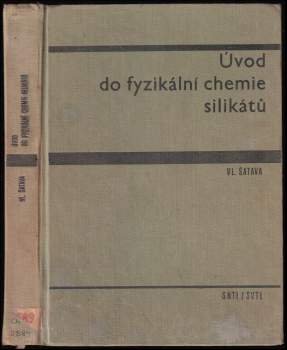 Úvod
do fyzikální chemie
silikátů
VL. ŠATAVA
SNTL / SVTL
ÚVOD
DO FYZIKÁLNÍ CHEMIE SILIKÁTŮ
VL. ŠATAVA